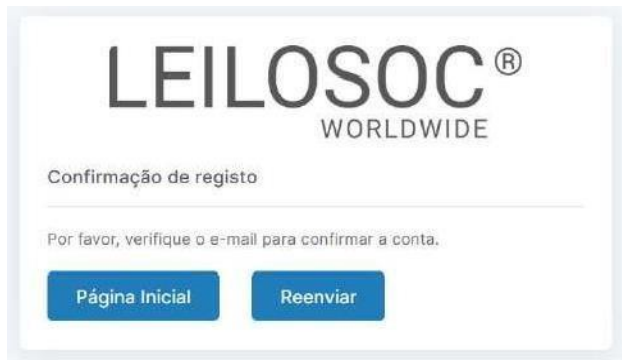 LEILOSOC®
WORLDWIDE
Confirmação de registo
Por favor, verifique o e-mail para confirmar a conta.
Página Inicial Reenviar